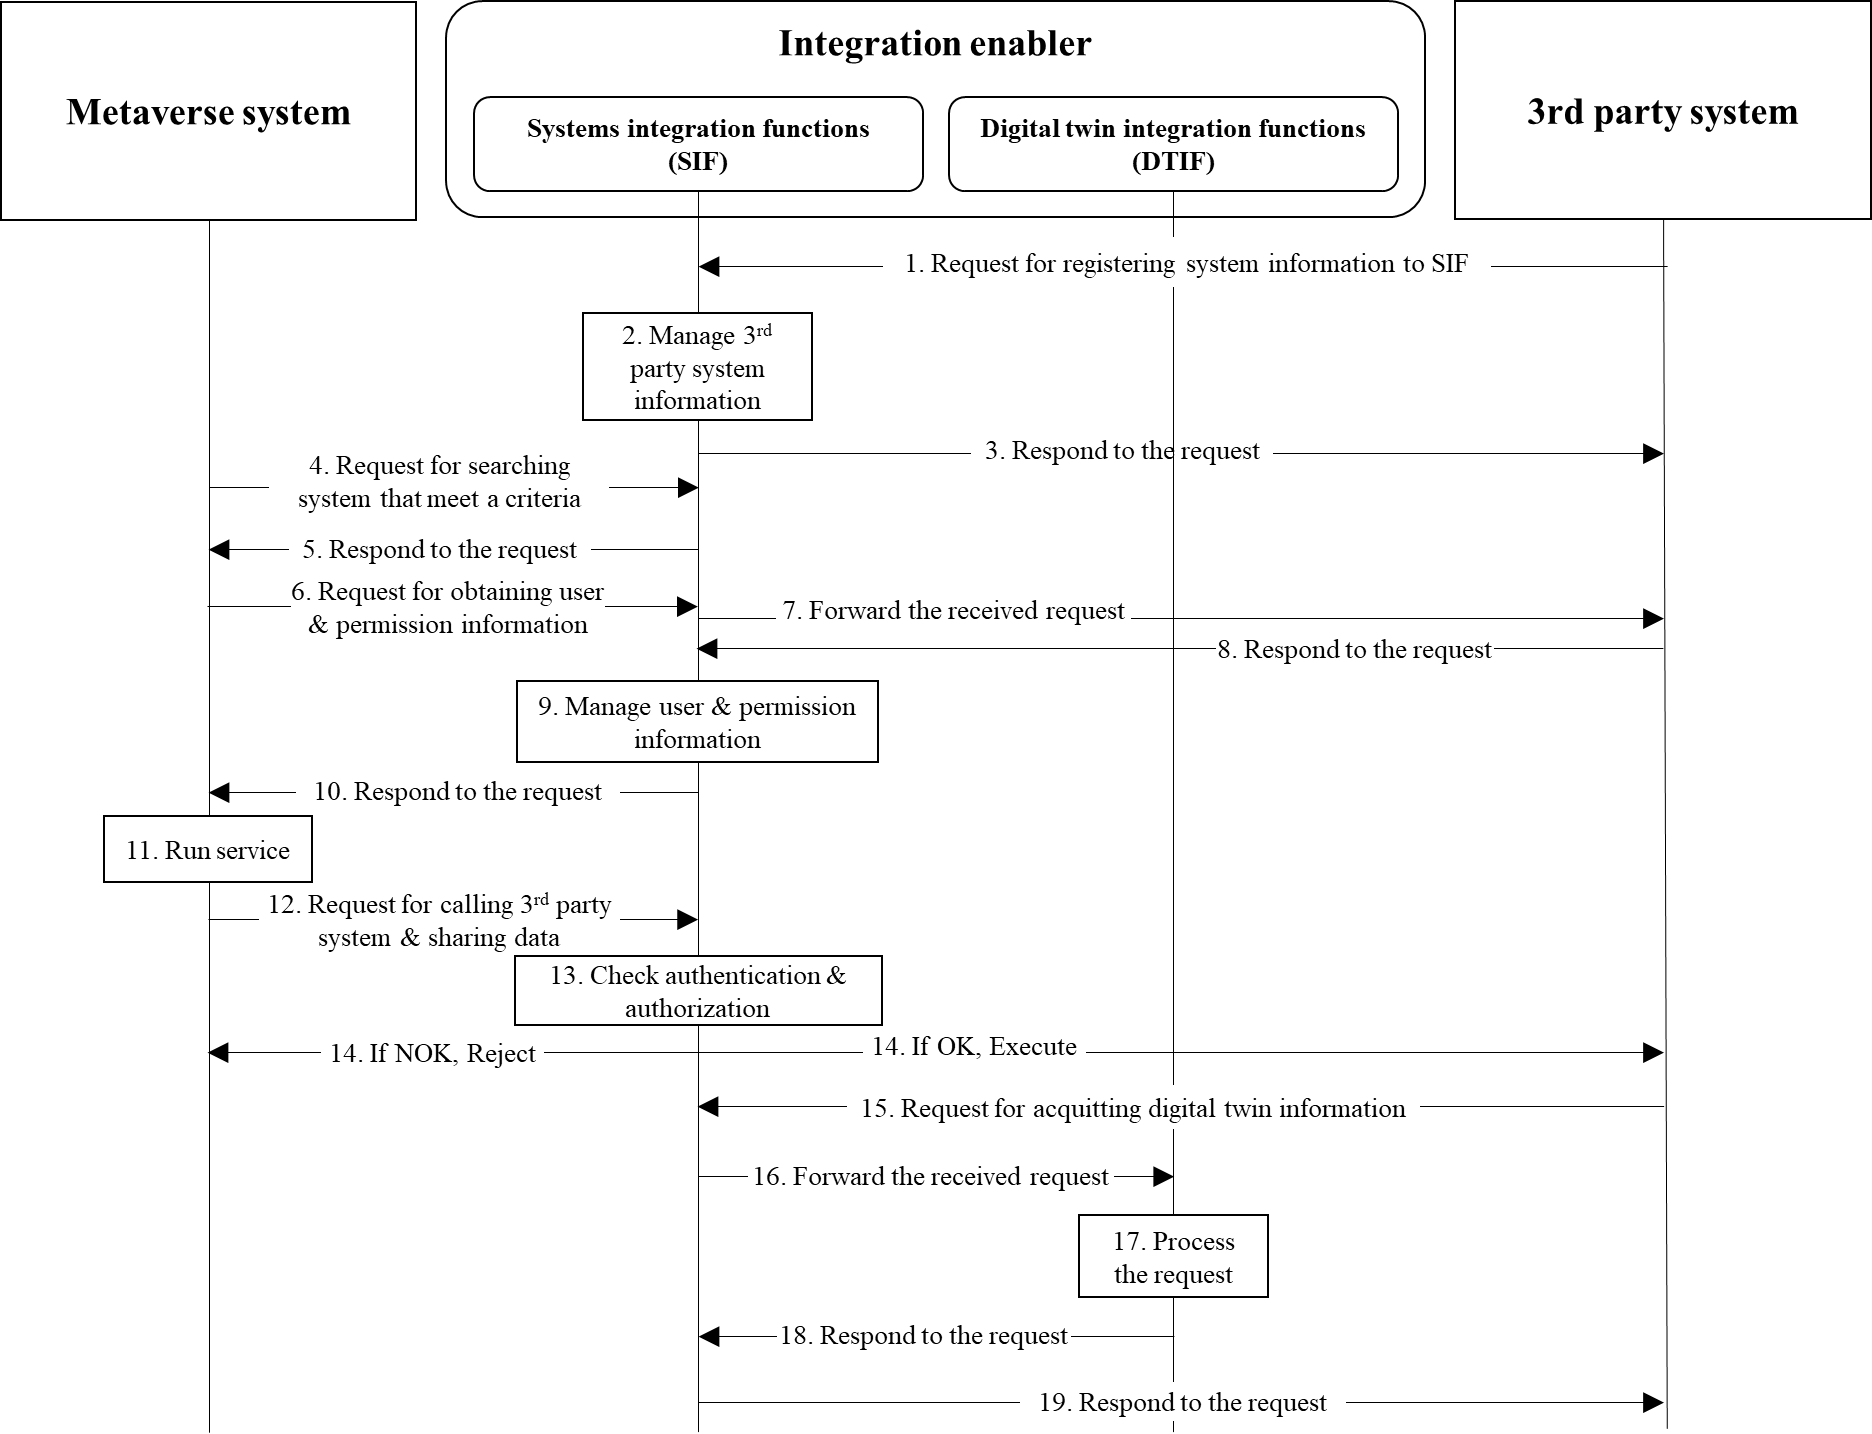 Metaverse system
Integration enabler
Systems integration functions
(SIF)
Digital twin integration functions
(DTIF)
3rd party system
1. Request for registering system information to SIF
2. Manage 3rd
party system
information
3. Respond to the request
4. Request for searching
system that meet a criteria
5. Respond to the request
6. Request for obtaining user
& permission information
7. Forward the received request
8. Respond to the request
9. Manage user & permission
information
10. Respond to the request
11. Run service
12. Request for calling 3rd party
system & sharing data
13. Check authentication &
authorization
14. If NOK, Reject
14. If OK, Execute
15. Request for acquitting digital twin information
16. Forward the received request
17. Process
the request
18. Respond to the request
19. Respond to the request